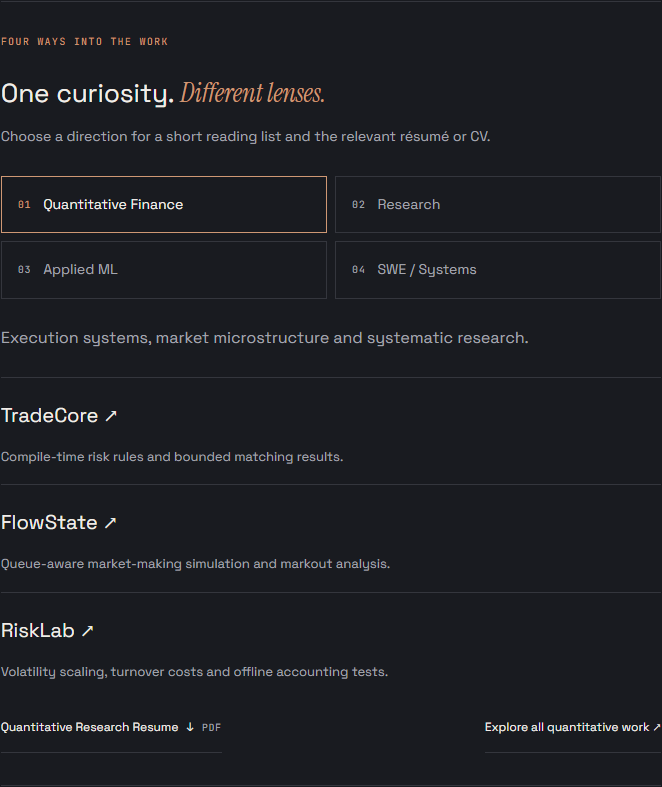 FOUR WAYS INTO THE WORK
One curiosity. Different lenses.
Choose a direction for a short reading list and the relevant résumé or CV.
01 Quantitative Finance
02 Research
03 Applied ML
04 SWE / Systems
Execution systems, market microstructure and systematic research.
TradeCore ↗
Compile-time risk rules and bounded matching results.
FlowState ↗
Queue-aware market-making simulation and markout analysis.
RiskLab ↗
Volatility scaling, turnover costs and offline accounting tests.
Quantitative Research Resume ↓ PDF
Explore all quantitative work ↗